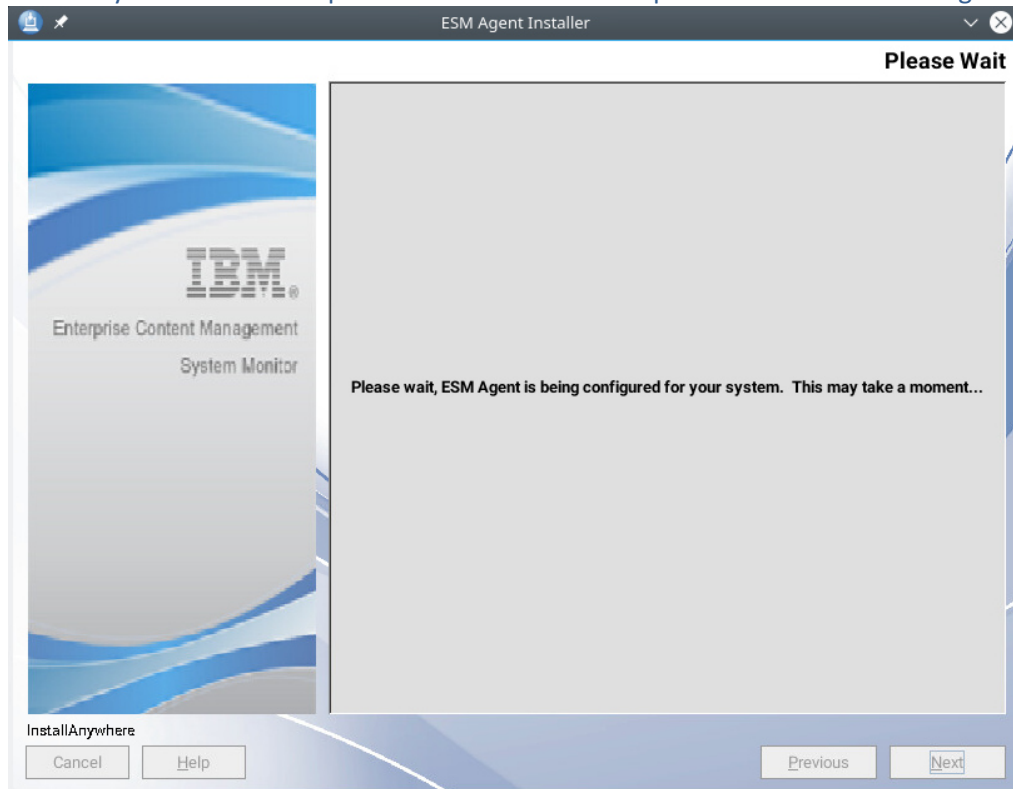 ESM Agent Installer
Please Wait
IBM®
Enterprise Content Management
System Monitor
Please wait, ESM Agent is being configured for your system. This may take a moment...
InstallAnywhere
Cancel
Help
Previous
Next